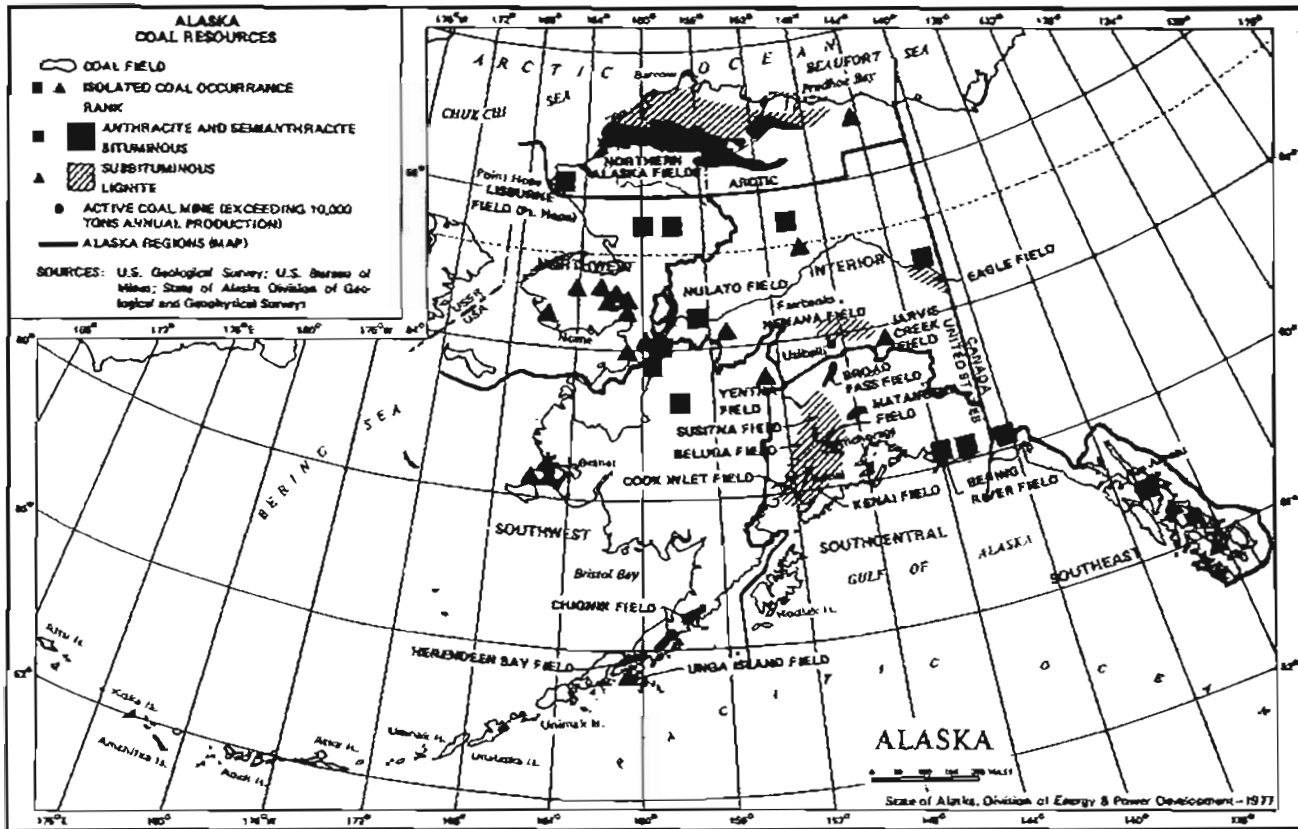 ALASKA
COAL RESOURCES
COAL FIELD
ISOLATED COAL OCCURRANCE
RANK
ANTHRACITE AND SEMIANTHRACITE
BITUMINOUS
SUBBITUMINOUS
LIGNITE
ACTIVE COAL MINE (EXCEEDING 10,000
TONS ANNUAL PRODUCTION)
ALASKA REGIONS (MAP)
SOURCES: U.S. Geological Survey; U.S. Bureau of
Mines; State of Alaska Division of Geo-
logical and Geophysical Surveys
ARCTIC OCEAN
BEAUFORT SEA
Prudhoe Bay
Barrow
CHUKCHI SEA
NORTHERN
ALASKA FIELDS
ARCTIC
Point Hope
LISBURNE
FIELD (Pt. Hope)
NORTHWEST
INTERIOR
EAGLE FIELD
NULATO FIELD
Fairbanks
NENANA FIELD
JARVIS
CREEK
FIELD
USSR
USA
Nome
Usibelli
BROAD
PASS FIELD
CANADA
UNITED STATES
YENTNA
FIELD
MATANUSKA
FIELD
SUSITNA FIELD
Anchorage
BELUGA FIELD
COOK INLET FIELD
KENAI FIELD
BERING
RIVER FIELD
Bethel
BERING SEA
SOUTHWEST
SOUTHCENTRAL
GULF OF ALASKA
SOUTHEAST
Bristol Bay
CHIGNIK FIELD
Kodiak Is.
HERENDEEN BAY FIELD
UNGA ISLAND FIELD
Attu Is.
Amchitka Is.
Adak Is.
Atka Is.
Umnak Is.
Unalaska Is.
Unimak Is.
ALASKA
State of Alaska, Division of Energy & Power Development-1977